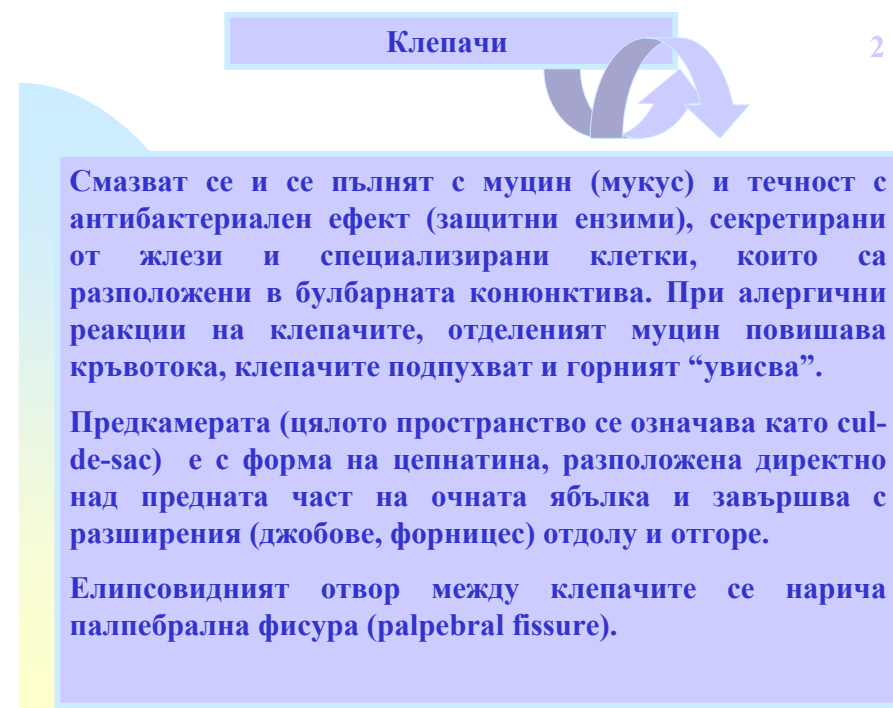 Клепачи
2
Смазват се и се пълнят с муцин (мукус) и течност с
антибактериален ефект (защитни ензими), секретирани
от жлези и специализирани клетки, които са
разположени в булбарната конюнктива. При алергични
реакции на клепачите, отделеният муцин повишава
кръвотока, клепачите подпухват и горният “увисва”.
Предкамерата (цялото пространство се означава като cul-
de-sac) е с форма на цепнатина, разположена директно
над предната част на очната ябълка и завършва с
разширения (джобове, форницес) отдолу и отгоре.
Елипсовидният отвор между клепачите се нарича
палпебрална фисура (palpebral fissure).